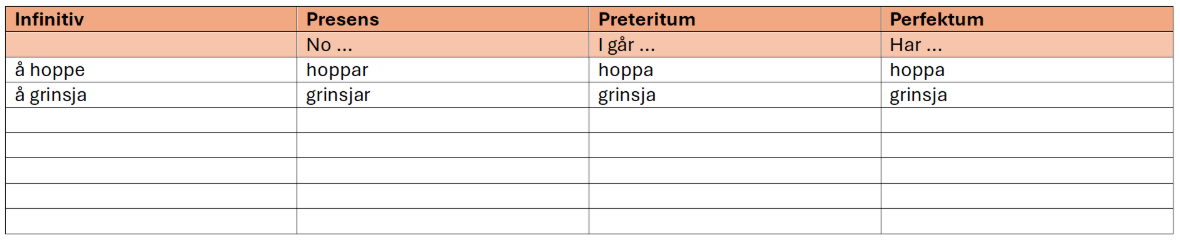 Infinitiv Presens Preteritum Perfektum
No ... I går ... Har ...
å hoppe hoppar hoppa hoppa
å grinsja grinsjar grinsja grinsja